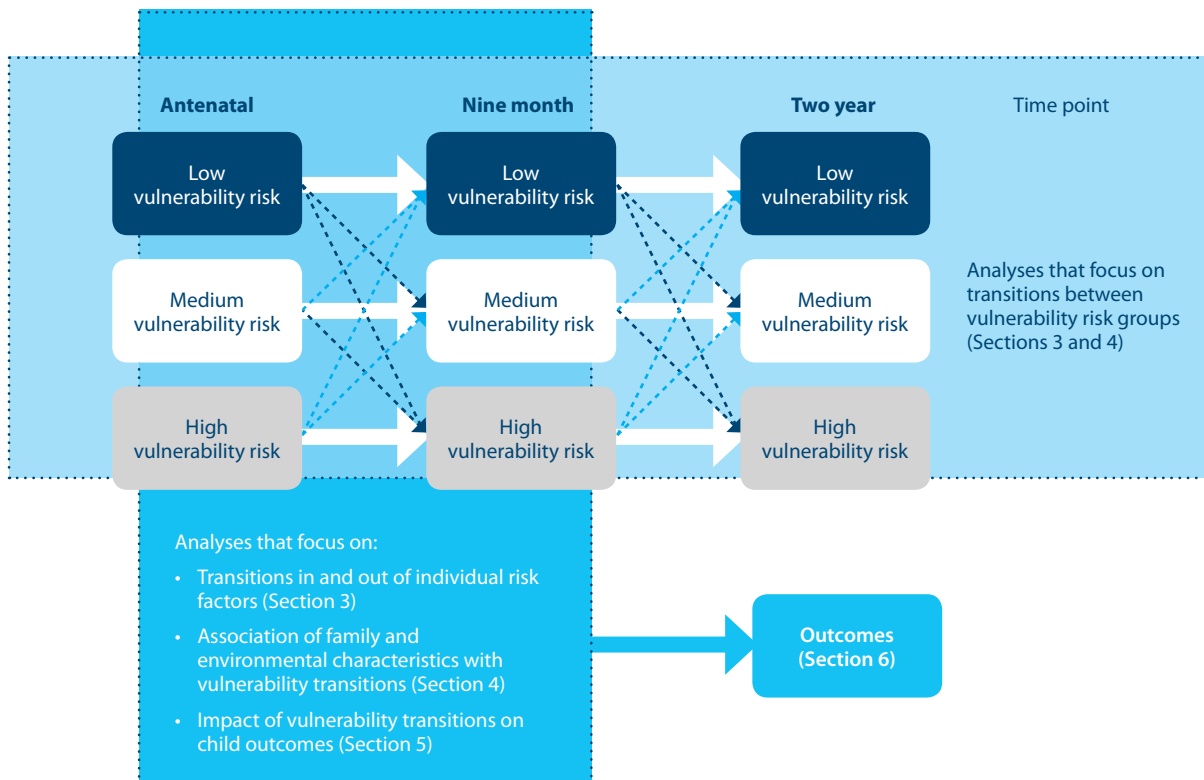 Antenatal
Nine month
Two year
Time point
Low
vulnerability risk
Low
vulnerability risk
Low
vulnerability risk
Medium
vulnerability risk
Medium
vulnerability risk
Medium
vulnerability risk
Analyses that focus on
transitions between
vulnerability risk groups
(Sections 3 and 4)
High
vulnerability risk
High
vulnerability risk
High
vulnerability risk
Analyses that focus on:
• Transitions in and out of individual risk
factors (Section 3)
• Association of family and
environmental characteristics with
vulnerability transitions (Section 4)
• Impact of vulnerability transitions on
child outcomes (Section 5)
Outcomes
(Section 6)